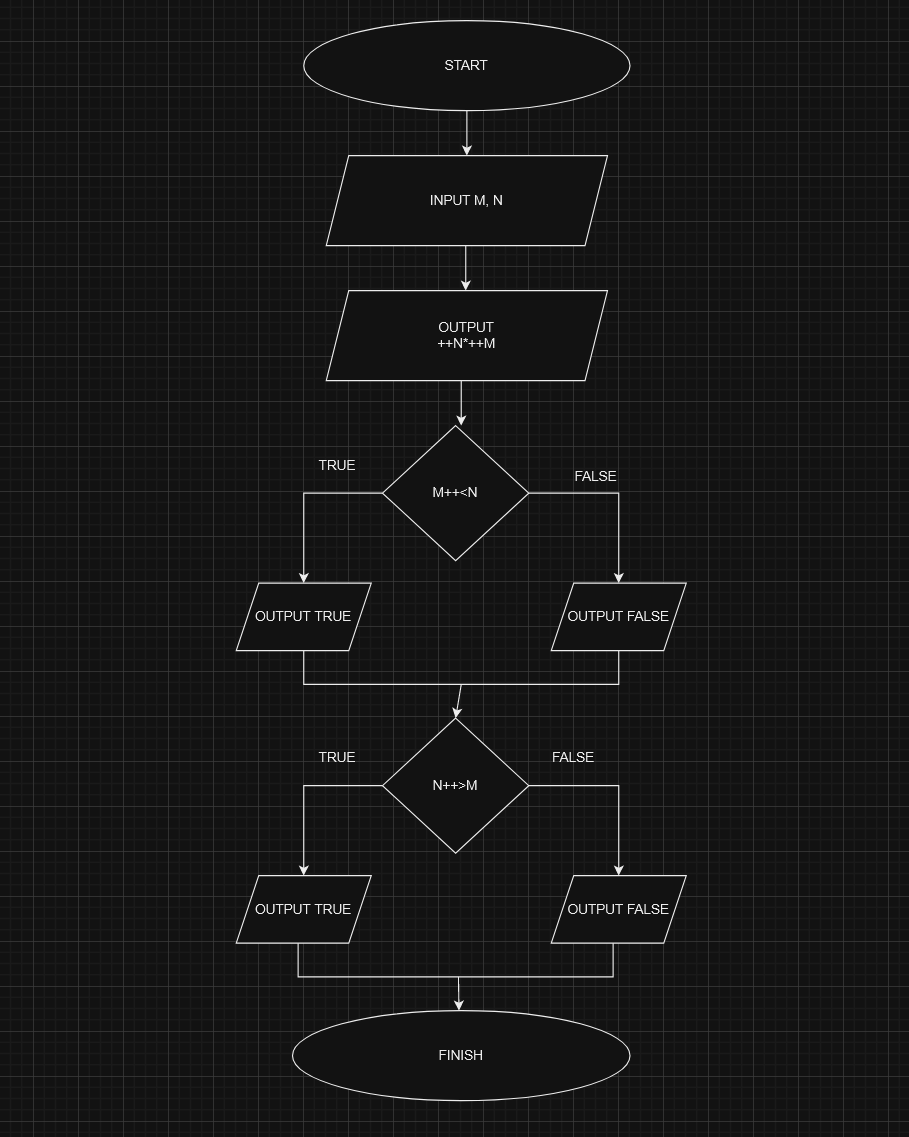 START
INPUT M, N
OUTPUT
++N*++M
TRUE
FALSE
M++<N
OUTPUT TRUE
OUTPUT FALSE
TRUE
FALSE
N++>M
OUTPUT TRUE
OUTPUT FALSE
FINISH